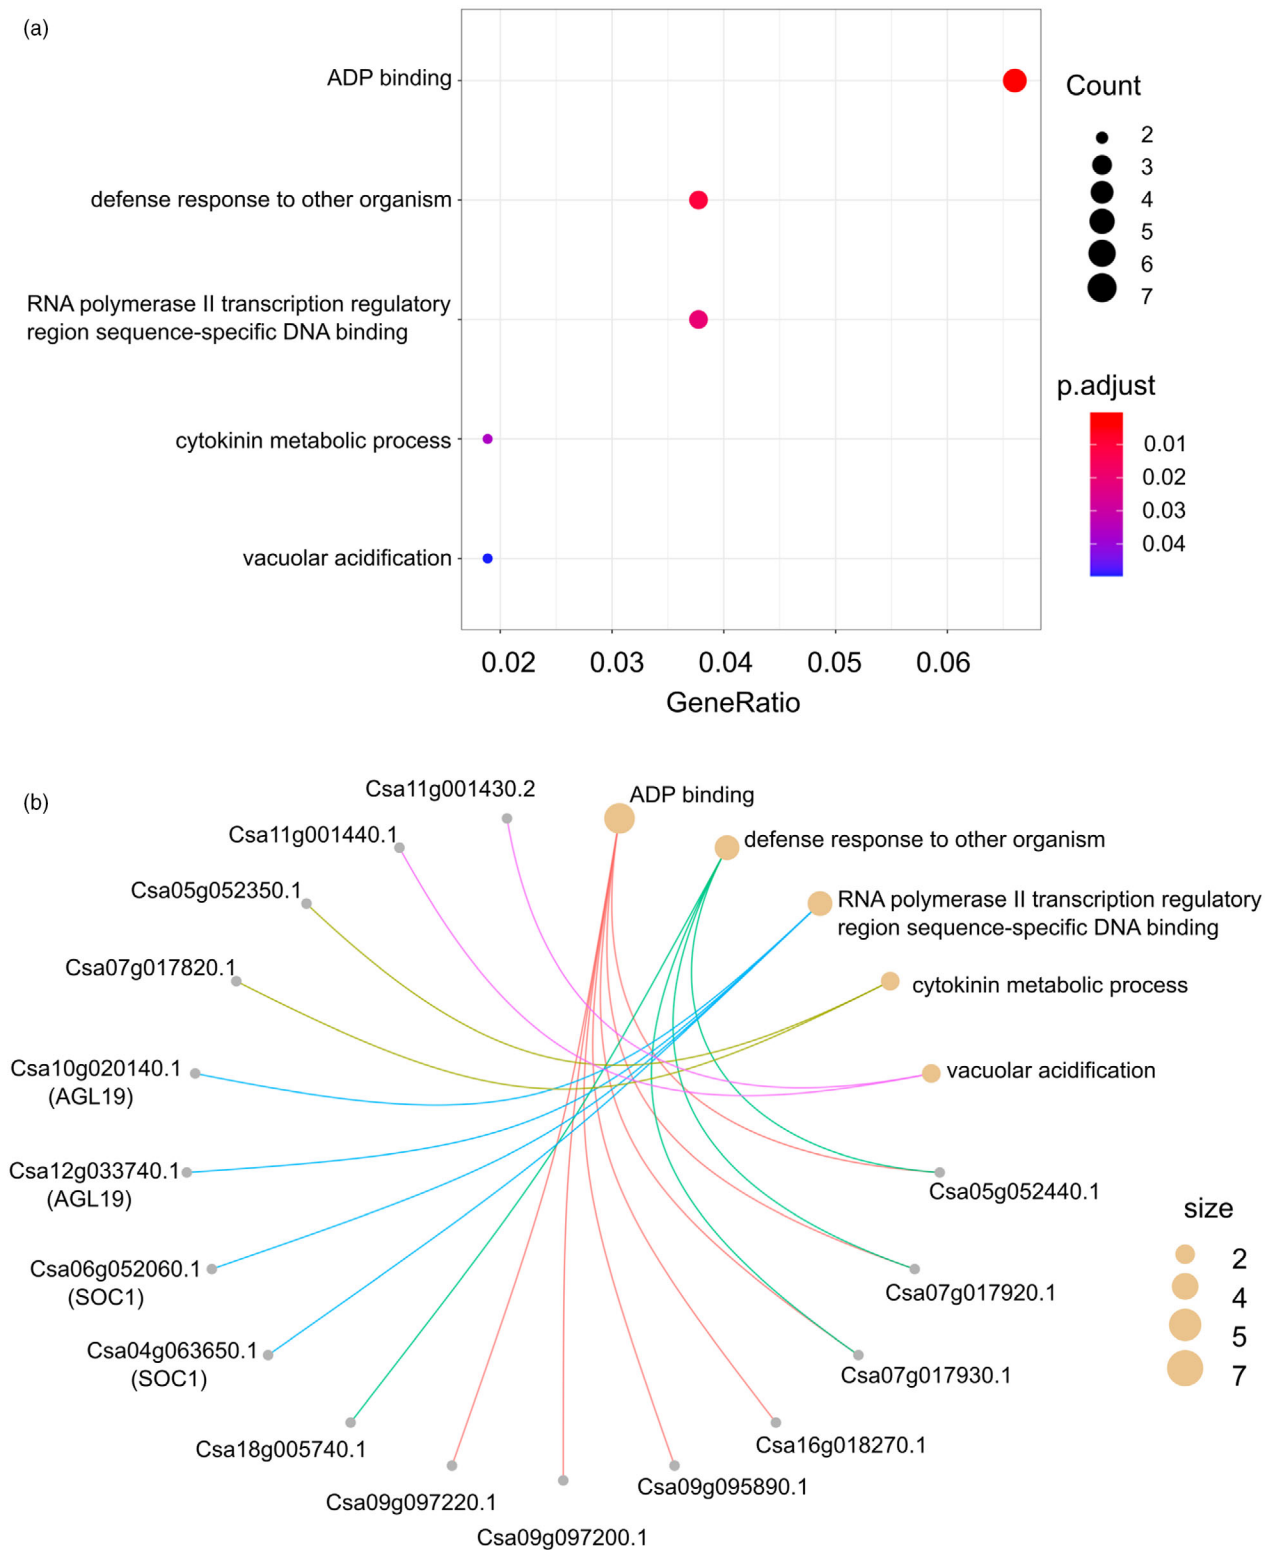 (a)
ADP binding
defense response to other organism
RNA polymerase II transcription regulatory
region sequence-specific DNA binding
cytokinin metabolic process
vacuolar acidification
0.02 0.03 0.04 0.05 0.06
GeneRatio
Count
2
3
4
5
6
7
p.adjust
0.01
0.02
0.03
0.04
(b)
Csa11g001430.2
Csa11g001440.1
Csa05g052350.1
Csa07g017820.1
Csa10g020140.1
(AGL19)
Csa12g033740.1
(AGL19)
Csa06g052060.1
(SOC1)
Csa04g063650.1
(SOC1)
Csa18g005740.1
Csa09g097220.1
Csa09g097200.1
Csa09g095890.1
Csa16g018270.1
Csa07g017930.1
Csa07g017920.1
Csa05g052440.1
ADP binding
defense response to other organism
RNA polymerase II transcription regulatory
region sequence-specific DNA binding
cytokinin metabolic process
vacuolar acidification
size
2
4
5
7